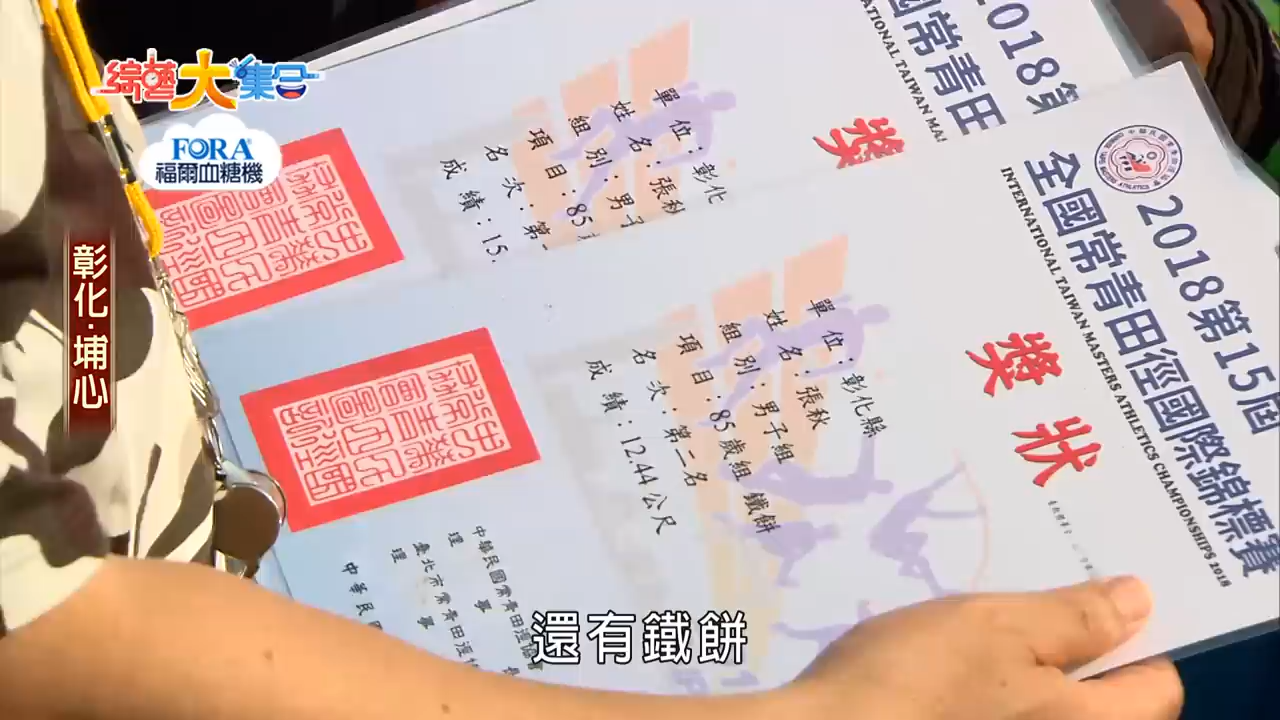 綜藝大集合
FORA
福爾血糖機
彰化·埔心
2018第15屆
全國常青田徑國際錦標賽
INTERNATIONAL TAIWAN MASTERS ATHLETICS CHAMPIONSHIPS 2018
獎狀
單位：彰化縣
姓名：張秋
組別：男子組
項目：85歲組 鐵餅
名次：第二名
成績：12.44公尺
2018第
國常青田
獎
單位：彰化
姓名：張秋
組別：男子
項目：85
名次：第一
成績：15.
還有鐵餅